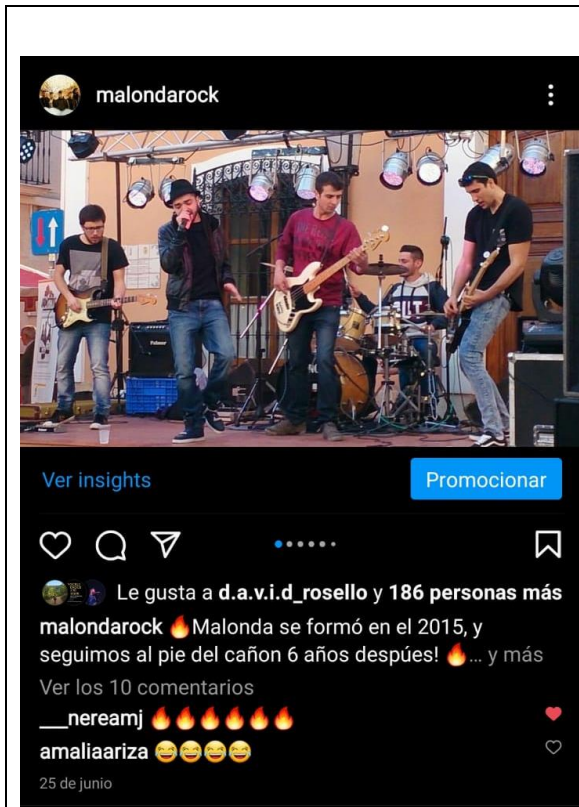 malondarock
Ver insights
Promocionar
Le gusta a d.a.v.i.d_rosello y 186 personas más
malondarock 🔥Malonda se formó en el 2015, y
seguimos al pie del cañon 6 años despúes! 🔥... y más
Ver los 10 comentarios
___nereamj 🔥🔥🔥🔥🔥🔥
amaliaariza 😂😂😂😂
25 de junio